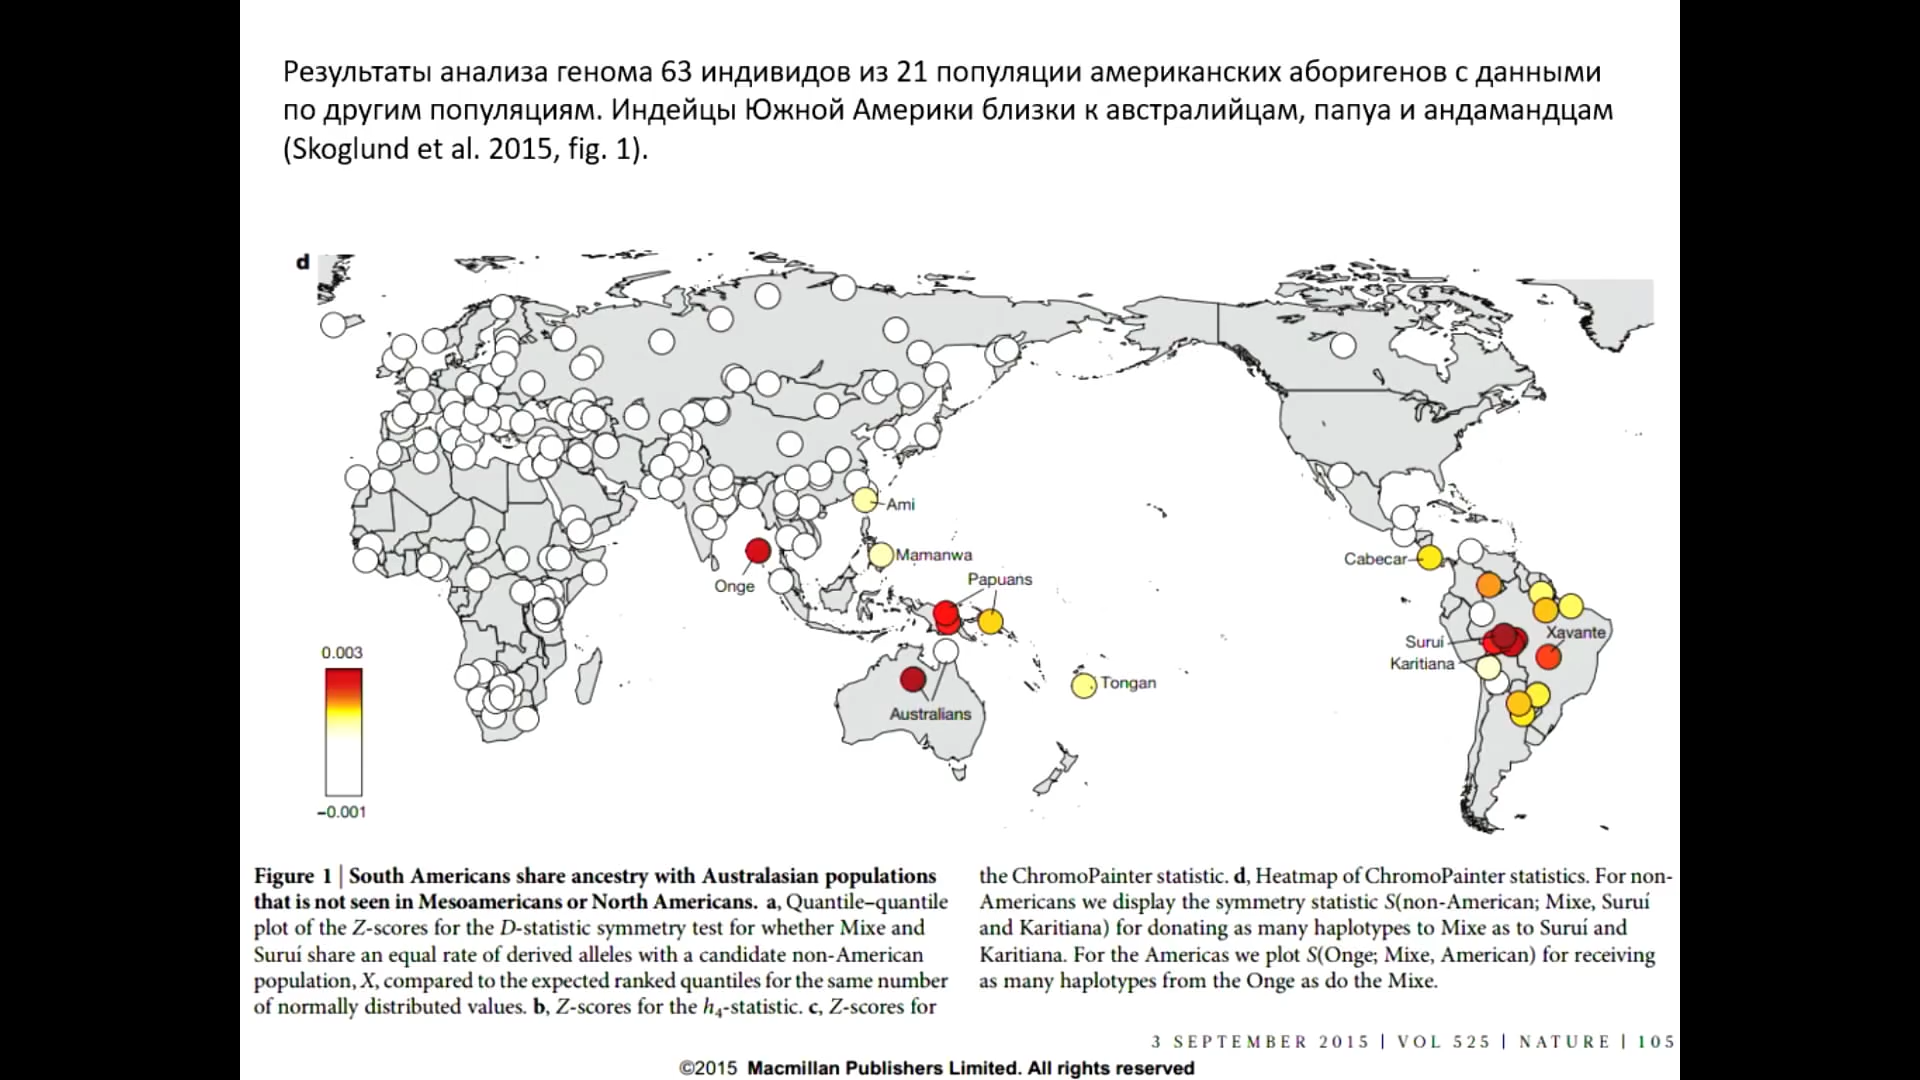 Результаты анализа генома 63 индивидов из 21 популяции американских аборигенов с данными
по другим популяциям. Индейцы Южной Америки близки к австралийцам, папуа и андамандцам
(Skoglund et al. 2015, fig. 1).
d
Ami
Mamanwa
Onge
Papuans
Cabecar
Suruí
Xavante
Karitiana
0.003
Tongan
Australians
−0.001
Figure 1 | South Americans share ancestry with Australasian populations
that is not seen in Mesoamericans or North Americans. a, Quantile–quantile
plot of the Z-scores for the D-statistic symmetry test for whether Mixe and
Suruí share an equal rate of derived alleles with a candidate non-American
population, X, compared to the expected ranked quantiles for the same number
of normally distributed values. b, Z-scores for the h4-statistic. c, Z-scores for
the ChromoPainter statistic. d, Heatmap of ChromoPainter statistics. For non-
Americans we display the symmetry statistic S(non-American; Mixe, Suruí
and Karitiana) for donating as many haplotypes to Mixe as to Suruí and
Karitiana. For the Americas we plot S(Onge; Mixe, American) for receiving
as many haplotypes from the Onge as do the Mixe.
3 SEPTEMBER 2015 | VOL 525 | NATURE | 105
©2015 Macmillan Publishers Limited. All rights reserved